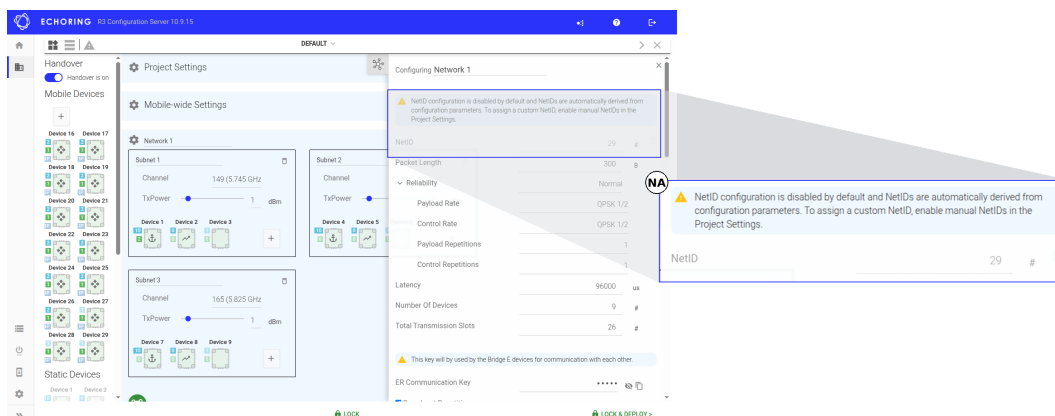 ECHORING R3 Configuration Server 10.9.15
DEFAULT
Handover
Handover is on
Mobile Devices
+
Device 16 Device 17
Device 18 Device 19
Device 20 Device 21
Device 22 Device 23
Device 24 Device 25
Device 26 Device 27
Device 28 Device 29
Static Devices
Device 1 Device 2
Project Settings
Mobile-wide Settings
Network 1
Subnet 1
Channel 149 (5.745 GHz
TxPower 1 dBm
Device 1 Device 2 Device 3
+
Subnet 2
Channel
TxPower
Device 4 Device 5
Subnet 3
Channel 165 (5.825 GHz
TxPower 1 dBm
Device 7 Device 8 Device 9
+
Configuring Network 1
NetID configuration is disabled by default and NetIDs are automatically derived from
configuration parameters. To assign a custom NetID, enable manual NetIDs in the
Project Settings.
NetID 29 #
Packet Length 300 B
Reliability Normal
Payload Rate QPSK 1/2
Control Rate QPSK 1/2
Payload Repetitions 1
Control Repetitions 1
Latency 96000 us
Number Of Devices 9 #
Total Transmission Slots 26 #
This key will be used by the Bridge E devices for communication with each other.
ER Communication Key •••••
LOCK
LOCK & DEPLOY >
NA
NetID configuration is disabled by default and NetIDs are automatically derived from
configuration parameters. To assign a custom NetID, enable manual NetIDs in the
Project Settings.
NetID 29 #